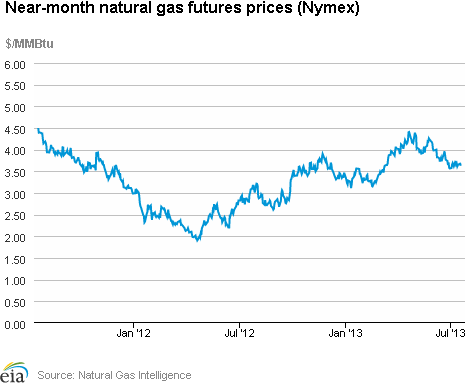 Near-month natural gas futures prices (Nymex)
$/MMBtu
6.00
5.50
5.00
4.50
4.00
3.50
3.00
2.50
2.00
1.50
1.00
0.50
0.00
Jan '12
Jul '12
Jan '13
Jul '13
eia
Source: Natural Gas Intelligence